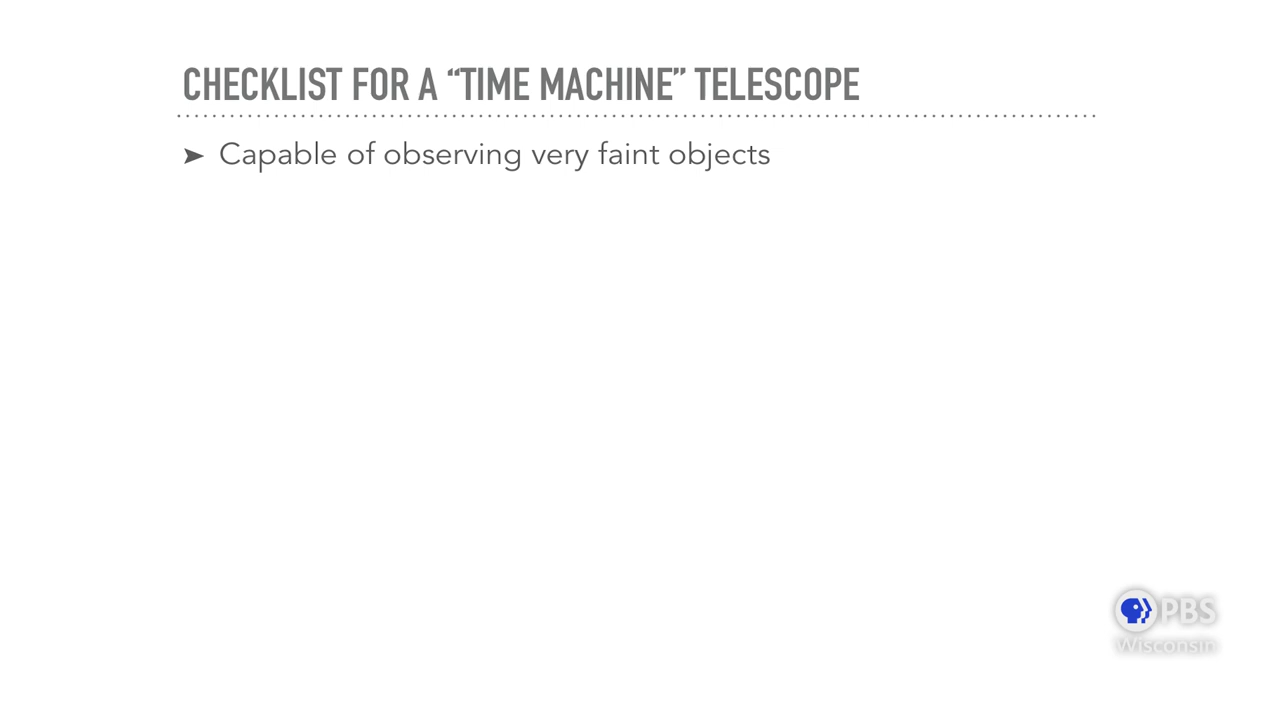 CHECKLIST FOR A “TIME MACHINE” TELESCOPE
➤ Capable of observing very faint objects
PBS
Wisconsin